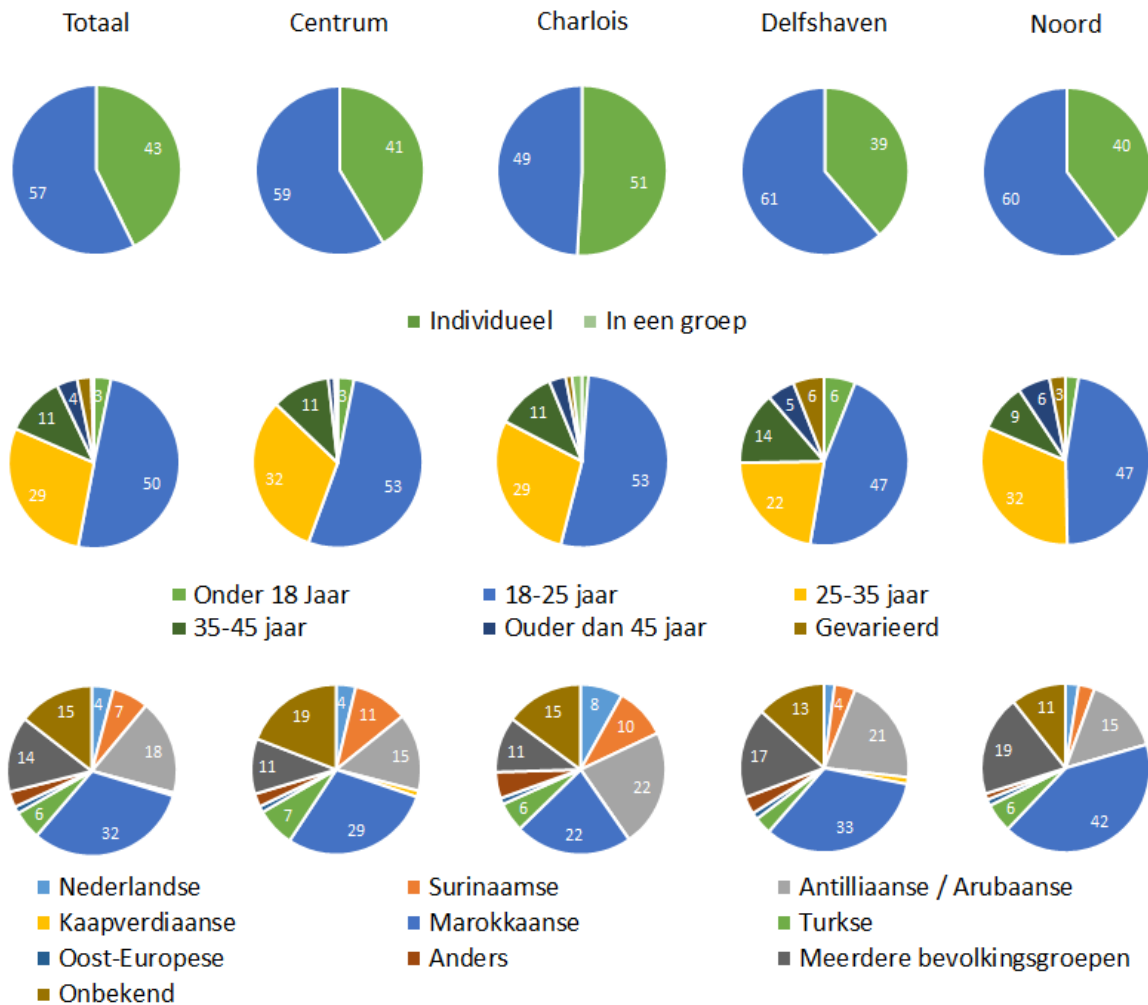 Totaal Centrum Charlois Delfshaven Noord
43 57
41 59
49 51
39 61
40 60
Individueel In een groep
3 50 29 11 4
3 53 32 11
53 29 11
6 47 22 14 5 6
47 32 9 6 3
Onder 18 Jaar 18-25 jaar 25-35 jaar
35-45 jaar Ouder dan 45 jaar Gevarieerd
4 7 18 32 6 14 15
4 11 15 29 7 11 19
8 10 22 22 6 11 15
4 21 33 17 13
15 42 6 19 11
Nederlandse Surinaamse Antilliaanse / Arubaanse
Kaapverdiaanse Marokkaanse Turkse
Oost-Europese Anders Meerdere bevolkingsgroepen
Onbekend